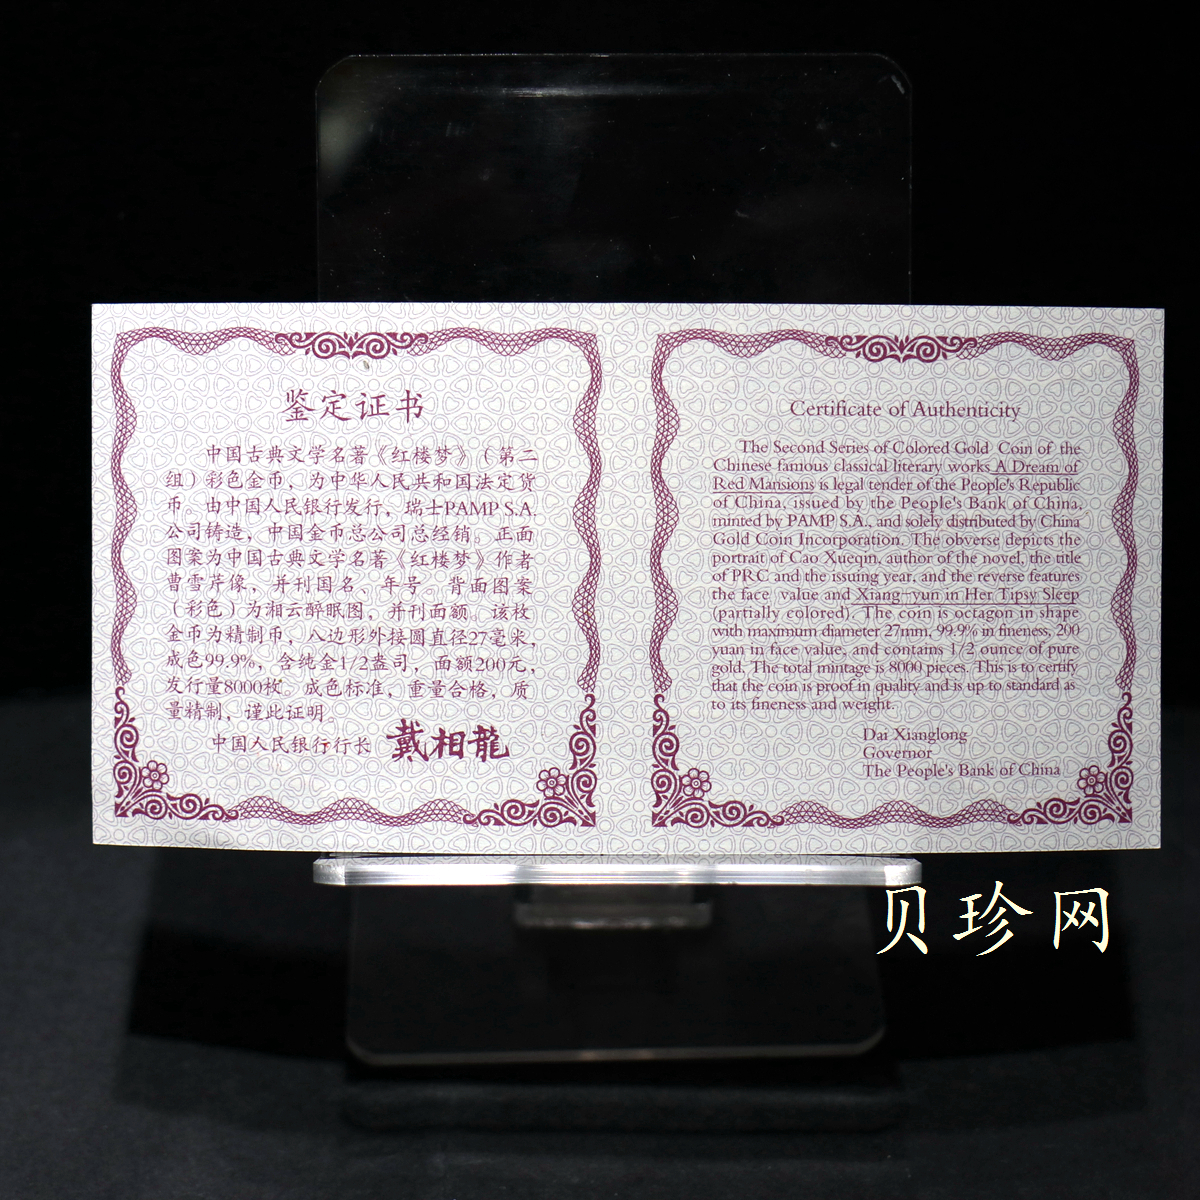 鉴定证书
中国古典文学名著《红楼梦》（第二
组）彩色金币，为中华人民共和国法定货
币。由中国人民银行发行，瑞士PAMP S.A.
公司铸造，中国金币总公司总经销。正面
图案为中国古典文学名著《红楼梦》作者
曹雪芹像，并刊国名、年号。背面图案
（彩色）为湘云醉眠图，并刊面额。该枚
金币为精制币，八边形外接圆直径27毫米，
成色99.9%，含纯金1/2盎司，面额200元，
发行量8000枚。成色标准，重量合格，质
量精制，谨此证明。
中国人民银行行长 戴相龍
Certificate of Authenticity
The Second Series of Colored Gold Coin of the
Chinese famous classical literary works A Dream of
Red Mansions is legal tender of the People's Republic
of China, issued by the People's Bank of China,
minted by PAMP S.A., and solely distributed by China
Gold Coin Incorporation. The obverse depicts the
portrait of Cao Xueqin, author of the novel, the title
of PRC and the issuing year, and the reverse features
the face value and Xiang-yun in Her Tipsy Sleep
(partially colored). The coin is octagon in shape
with maximum diameter 27mm, 99.9% in fineness, 200
yuan in face value, and contains 1/2 ounce of pure
gold. The total mintage is 8000 pieces. This is to certify
that the coin is proof in quality and is up to standard as
to its fineness and weight.
Dai Xianglong
Governor
The People's Bank of China
贝珍网